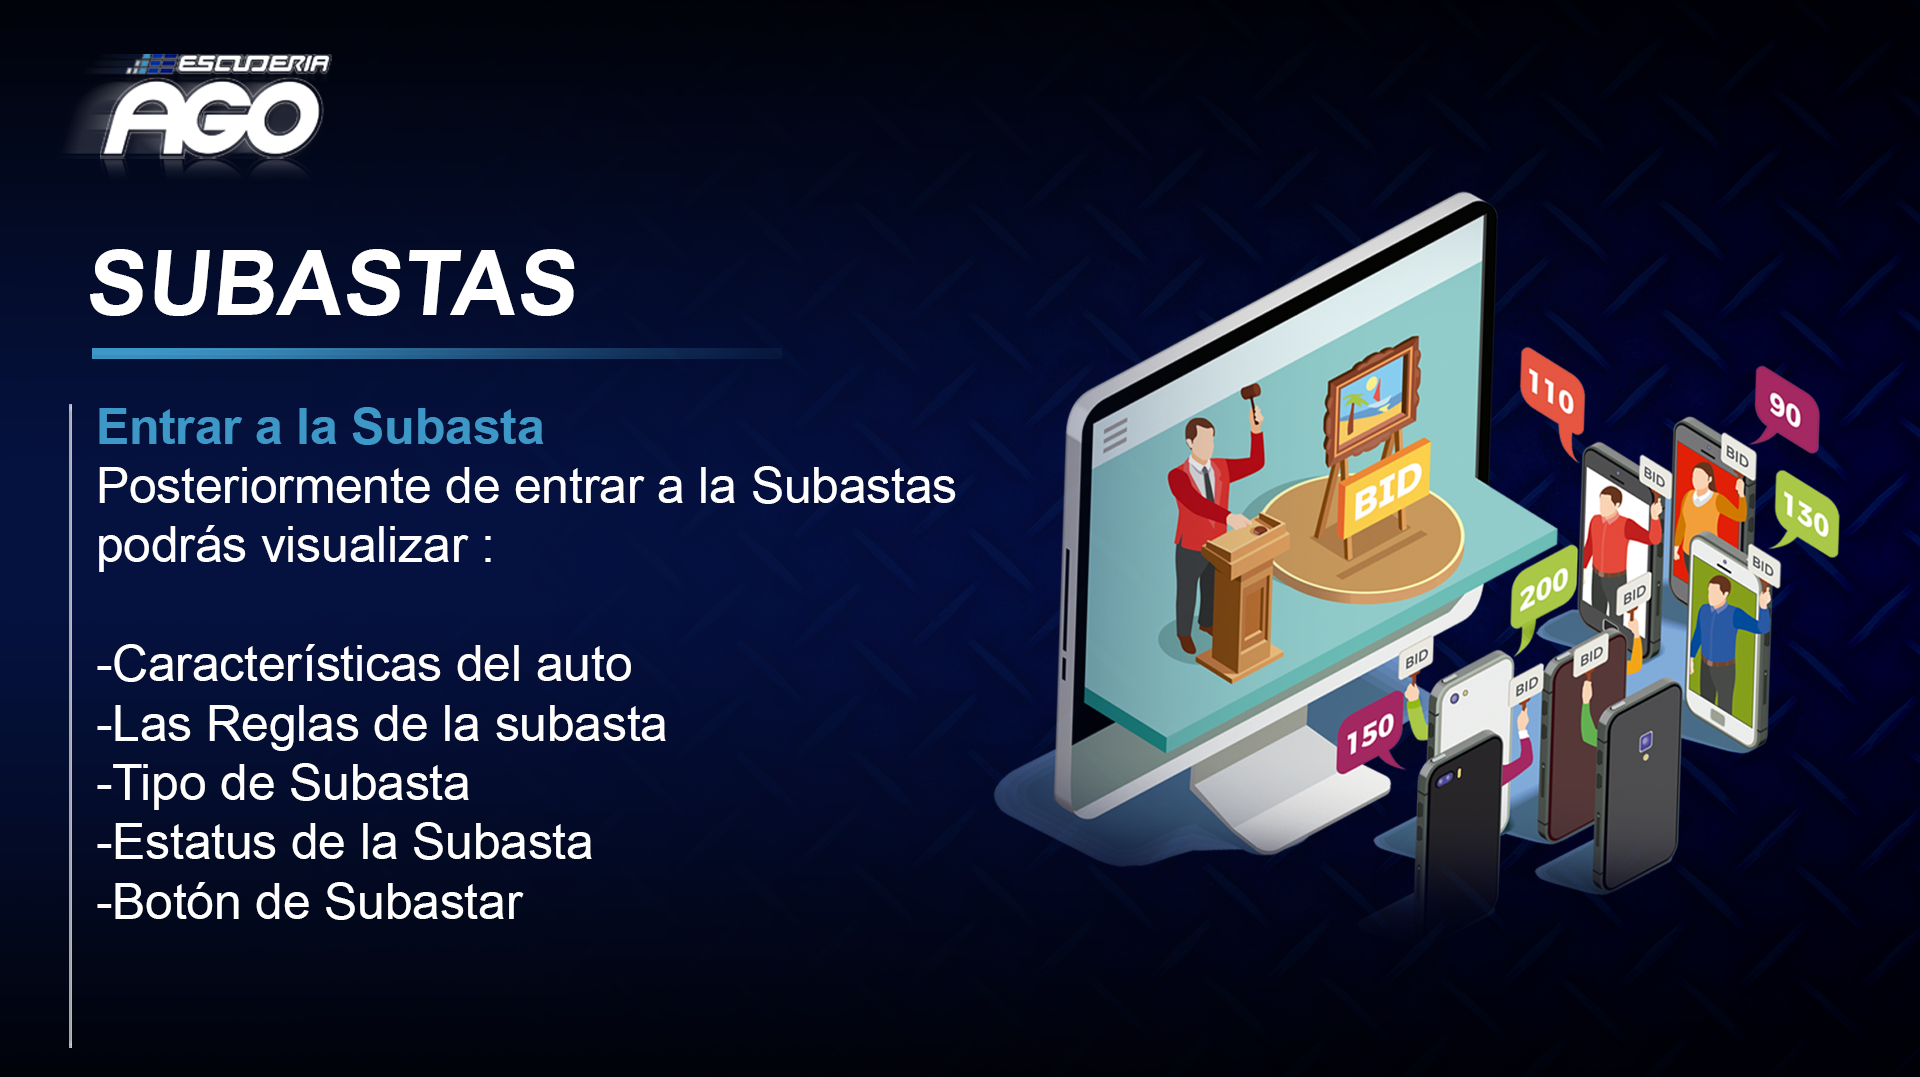 ESCUDERIA
AGO
SUBASTAS
Entrar a la Subasta
Posteriormente de entrar a la Subastas
podrás visualizar :
-Características del auto
-Las Reglas de la subasta
-Tipo de Subasta
-Estatus de la Subasta
-Botón de Subastar
BID
110
90
130
200
150
BID
BID
BID
BID
BID
BID
BID